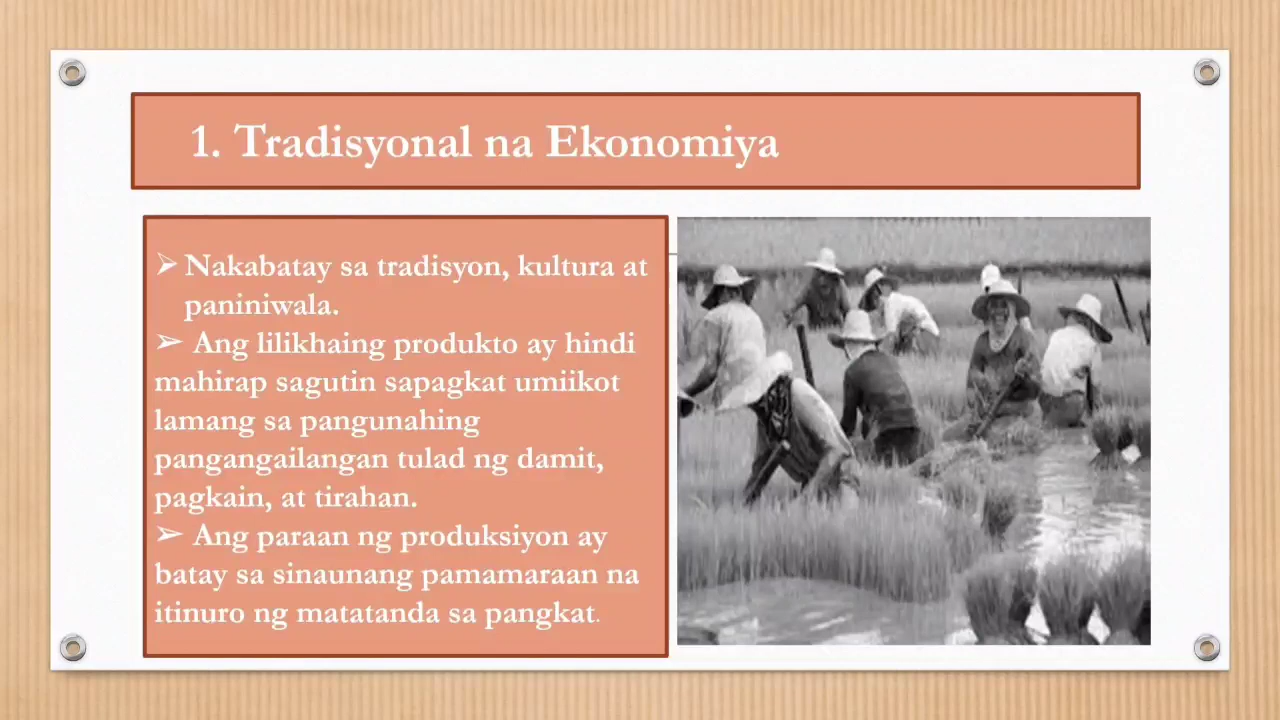 1. Tradisyonal na Ekonomiya
➢ Nakabatay sa tradisyon, kultura at
paniniwala.
➢ Ang lilikhaing produkto ay hindi
mahirap sagutin sapagkat umiikot
lamang sa pangunahing
pangangailangan tulad ng damit,
pagkain, at tirahan.
➢ Ang paraan ng produksiyon ay
batay sa sinaunang pamamaraan na
itinuro ng matatanda sa pangkat.